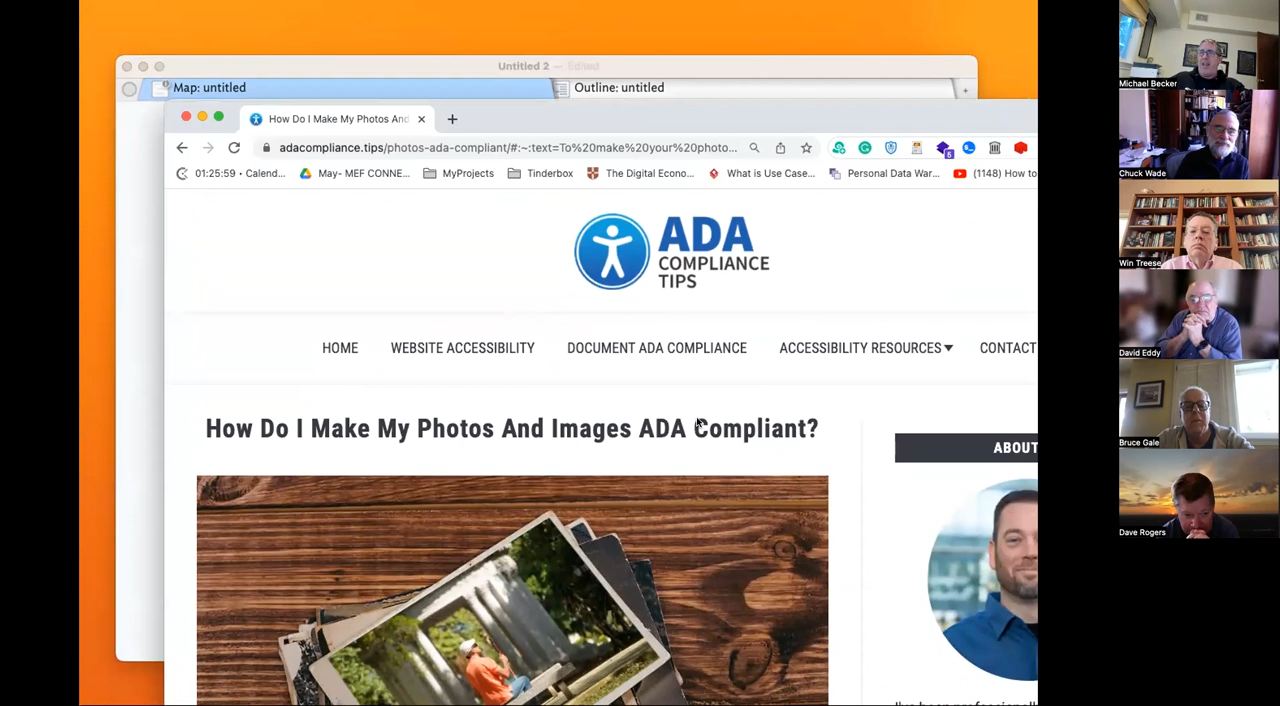 Untitled 2 — Edited
Map: untitled
Outline: untitled
How Do I Make My Photos And
adacompliance.tips/photos-ada-compliant/#:~:text=To%20make%20your%20photo...
5
01:25:59 • Calend...
May- MEF CONNE...
MyProjects
Tinderbox
The Digital Econo...
What is Use Case...
Personal Data War...
(1148) How to
ADA
COMPLIANCE
TIPS
HOME
WEBSITE ACCESSIBILITY
DOCUMENT ADA COMPLIANCE
ACCESSIBILITY RESOURCES
CONTACT
How Do I Make My Photos And Images ADA Compliant?
ABOUT
Michael Becker
Chuck Wade
Win Treese
David Eddy
Bruce Gale
Dave Rogers